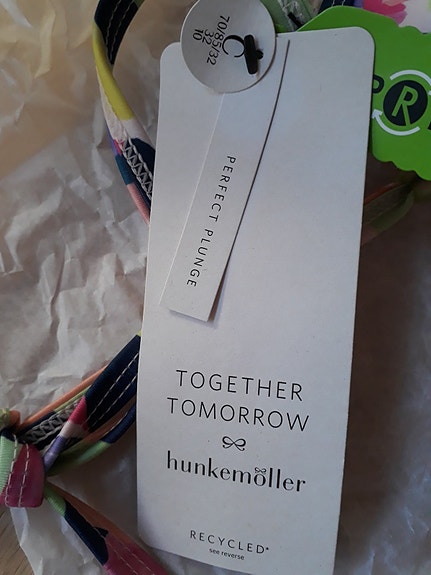 70/85/32
32
10
C
PERFECT PLUNGE
TOGETHER
TOMORROW
hunkemöller
RECYCLED*
see reverse